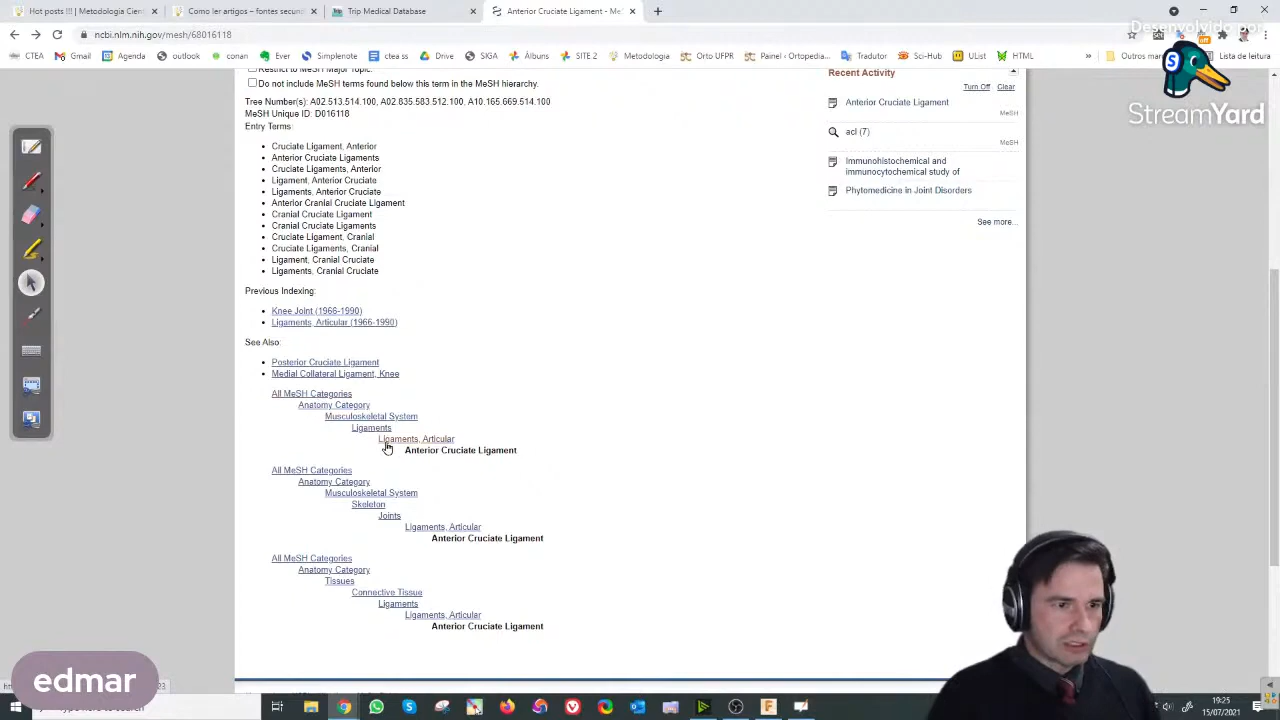 Hot posts !!! | Metodologia Cien
Como ler artigos – fontes secund
Trip Medical Database
Anterior Cruciate Ligament - Me
ncbi.nlm.nih.gov/mesh/68016118
CTEA
Gmail
Agenda
outlook
conan
Evernote
Simplenote
ctea
Drive
SIGA
Álbuns
SITE 2
Metodologia
Orto UFPR
Painel ‹ Ortopedia...
Tradutor
Sci-Hub
UList
HTML
Outros
Lista de leitura
Desenvolvido por
StreamYard
Restrict to MeSH Major Topic.
Do not include MeSH terms found below this term in the MeSH hierarchy.
Tree Number(s): A02.513.514.100, A02.835.583.512.100, A10.165.669.514.100
MeSH Unique ID: D016118
Entry Terms:
Cruciate Ligament, Anterior
Anterior Cruciate Ligaments
Cruciate Ligaments, Anterior
Ligament, Anterior Cruciate
Ligaments, Anterior Cruciate
Anterior Cranial Cruciate Ligament
Cranial Cruciate Ligament
Cranial Cruciate Ligaments
Cruciate Ligament, Cranial
Cruciate Ligaments, Cranial
Ligament, Cranial Cruciate
Ligaments, Cranial Cruciate
Previous Indexing:
Knee Joint (1966-1990)
Ligaments, Articular (1966-1990)
See Also:
Posterior Cruciate Ligament
Medial Collateral Ligament, Knee
All MeSH Categories
Anatomy Category
Musculoskeletal System
Ligaments
Ligaments, Articular
Anterior Cruciate Ligament
All MeSH Categories
Anatomy Category
Musculoskeletal System
Skeleton
Joints
Ligaments, Articular
Anterior Cruciate Ligament
All MeSH Categories
Anatomy Category
Tissues
Connective Tissue
Ligaments
Ligaments, Articular
Anterior Cruciate Ligament
Recent Activity
Turn Off Clear
Anterior Cruciate Ligament
MeSH
acl (7)
MeSH
Immunohistochemical and
immunocytochemical study of
Phytomedicine in Joint Disorders
See more...
edmar
19:25
15/07/2021